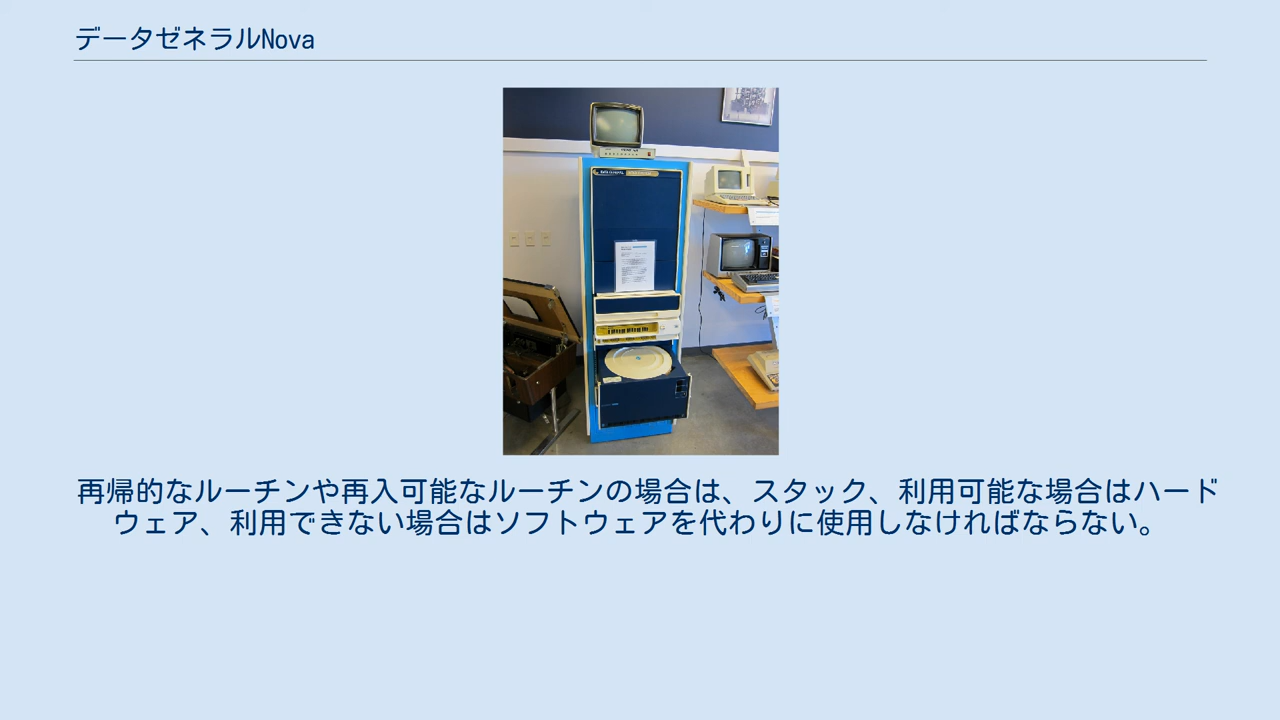 データゼネラルNova
再帰的なルーチンや再入可能なルーチンの場合は、スタック、利用可能な場合はハード
ウェア、利用できない場合はソフトウェアを代わりに使用しなければならない。